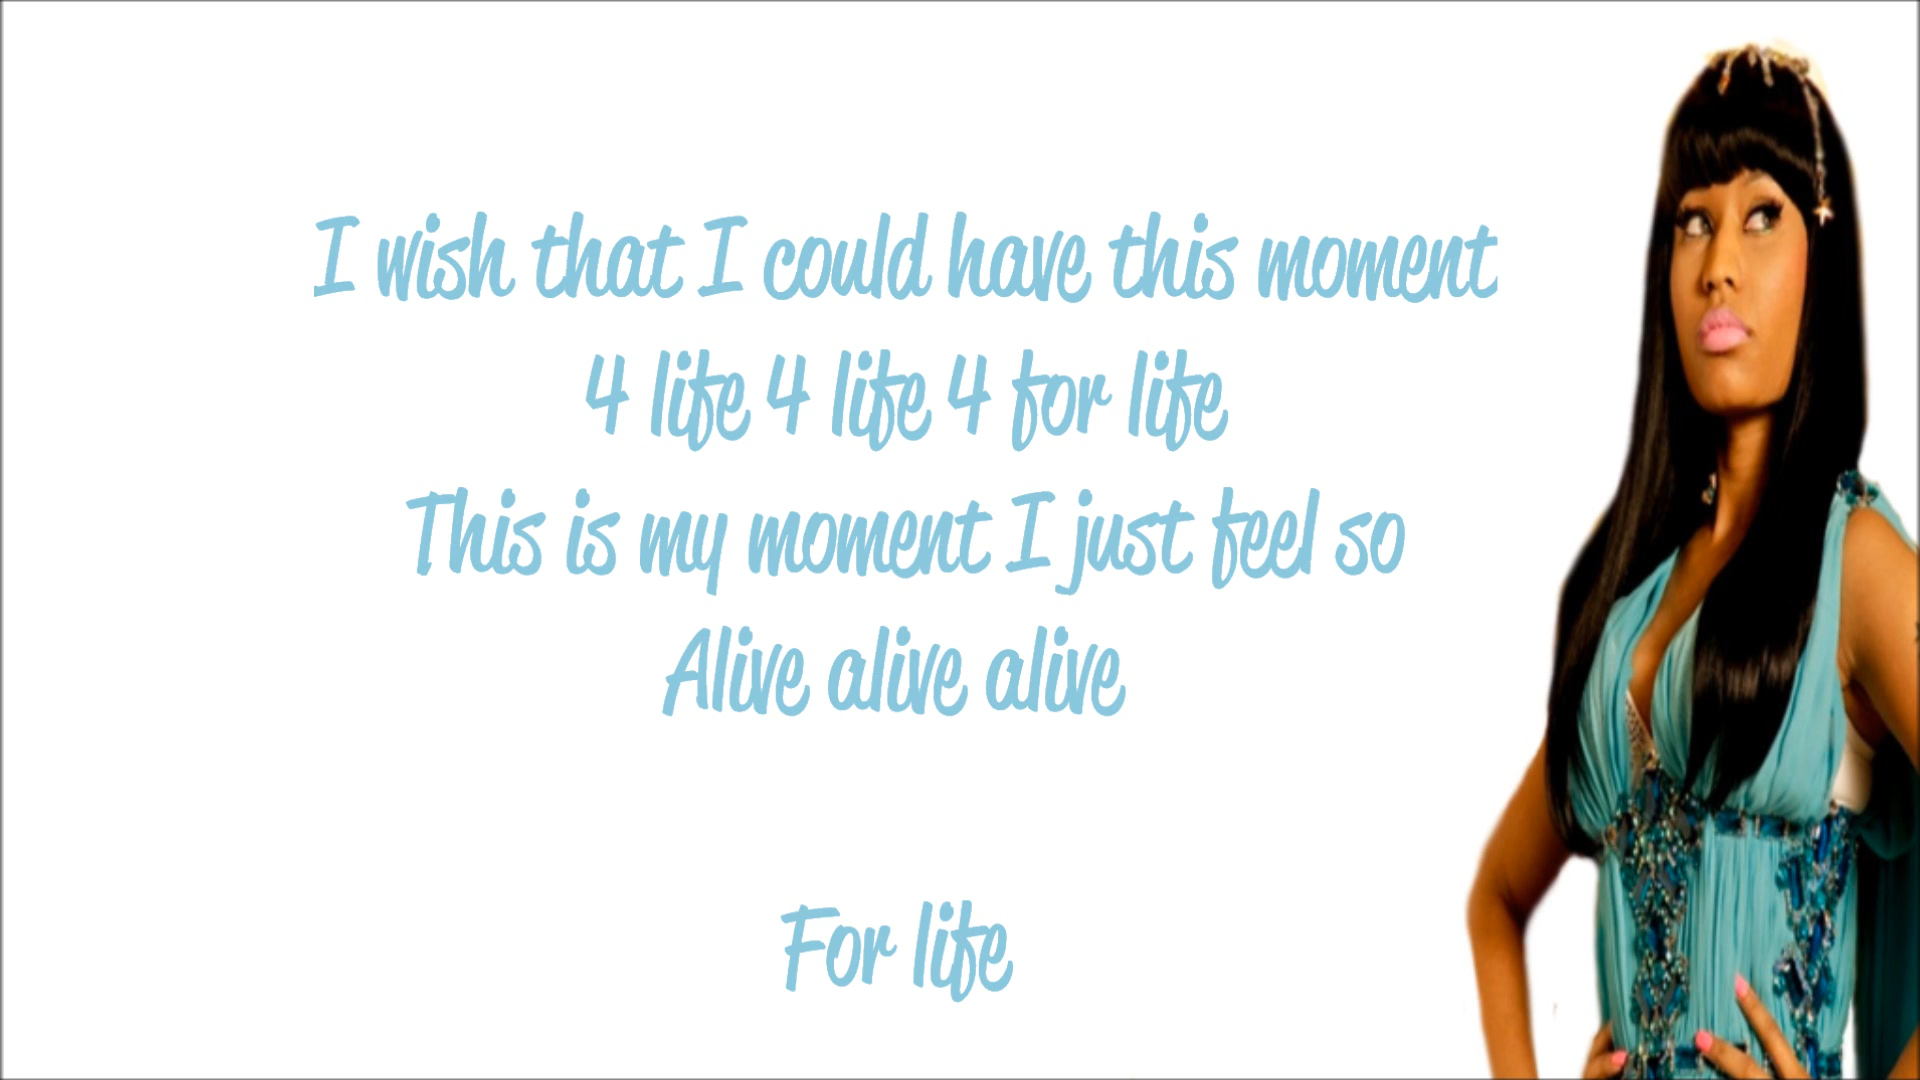 I wish that I could have this moment
4 life 4 life 4 for life
This is my moment I just feel so
Alive alive alive
For life